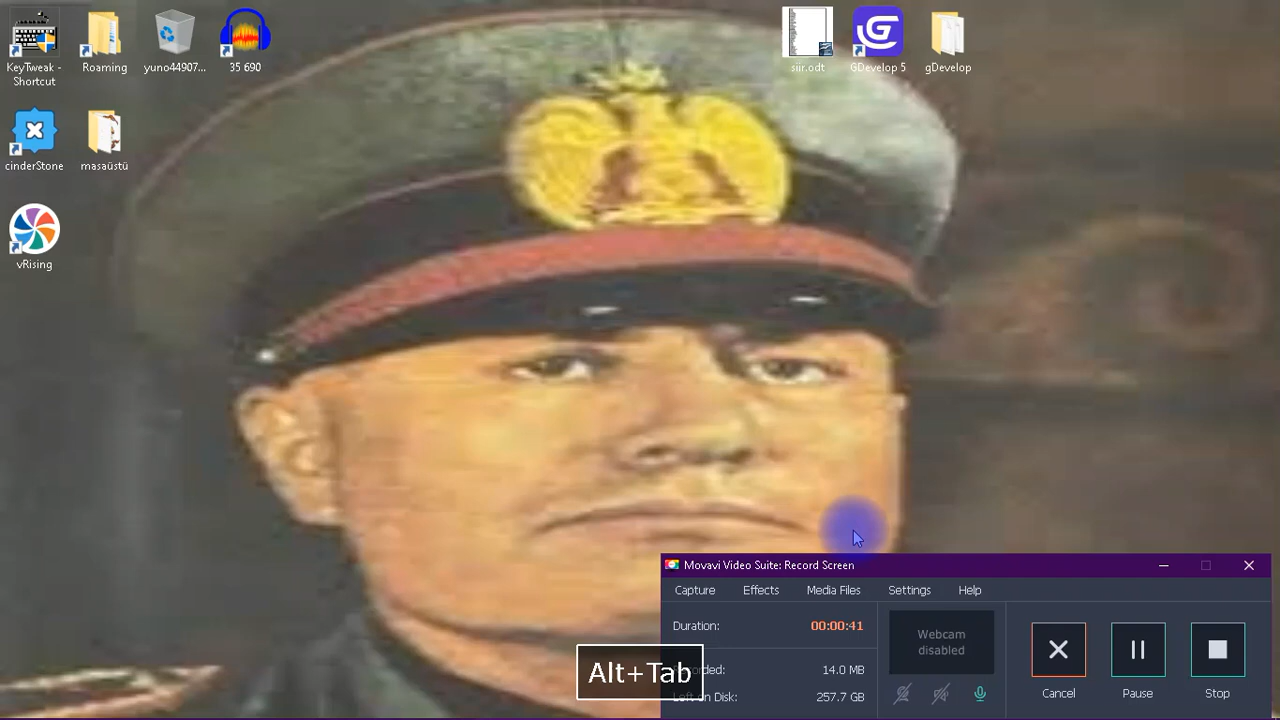 KeyTweak -
Shortcut
Roaming
yuno44907...
35 690
siir.odt
GDevelop 5
gDevelop
cinderStone
masaüstü
vRising
Movavi Video Suite: Record Screen
Capture
Effects
Media Files
Settings
Help
Duration:
00:00:41
Webcam
disabled
Alt+Tab
14.0 MB
257.7 GB
Cancel
Pause
Stop